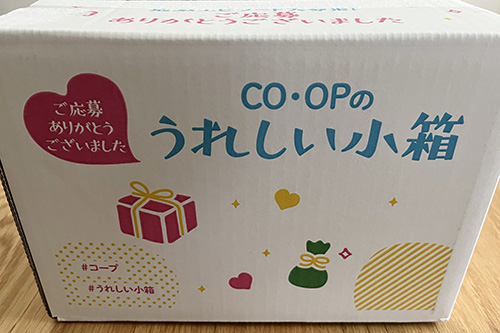 ありがとうございました
ご応募
ありがとう
ございました
CO・OPの
うれしい小箱
#コープ
#うれしい小箱